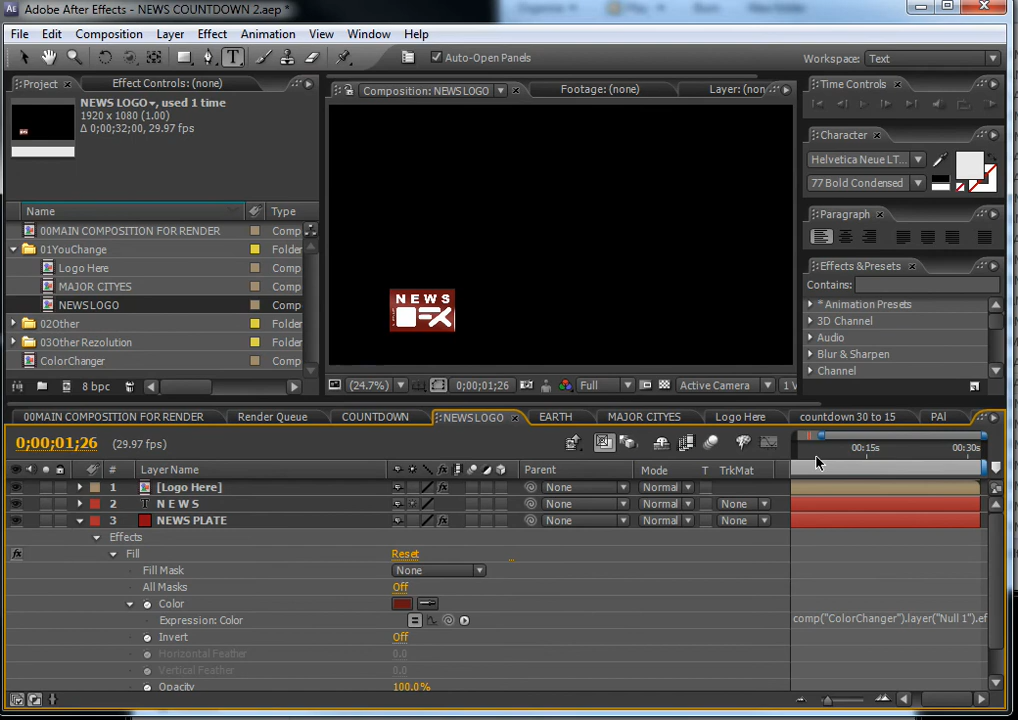 Adobe After Effects - NEWS COUNTDOWN 2.aep *
File Edit Composition Layer Effect Animation View Window Help
Auto-Open Panels
Workspace: Text
Project Effect Controls: (none)
NEWS LOGO, used 1 time
1920 x 1080 (1.00)
Δ 0;00;32;00, 29.97 fps
Name Type
00MAIN COMPOSITION FOR RENDER Comp
01YouChange Folder
Logo Here Comp
MAJOR CITYES Comp
NEWS LOGO Comp
02Other Folder
03Other Rezolution Folder
ColorChanger Comp
8 bpc
Composition: NEWS LOGO Footage: (none) Layer: (non
NEWS
FX
(24.7%) 0;00;01;26 Full Active Camera 1 V
Time Controls
Character
Helvetica Neue LT...
77 Bold Condensed
Paragraph
Effects & Presets
Contains:
* Animation Presets
3D Channel
Audio
Blur & Sharpen
Channel
00MAIN COMPOSITION FOR RENDER Render Queue COUNTDOWN NEWS LOGO EARTH MAJOR CITYES Logo Here countdown 30 to 15 PAl
0;00;01;26 (29.97 fps)
00:15s 00:30s
# Layer Name Parent Mode T TrkMat
1 [Logo Here] None Normal
2 T N E W S None Normal None
3 NEWS PLATE None Normal None
Effects
Fill Reset
Fill Mask None
All Masks Off
Color
Expression: Color comp("ColorChanger").layer("Null 1").ef
Invert Off
Horizontal Feather 0.0
Vertical Feather 0.0
Opacity 100.0%